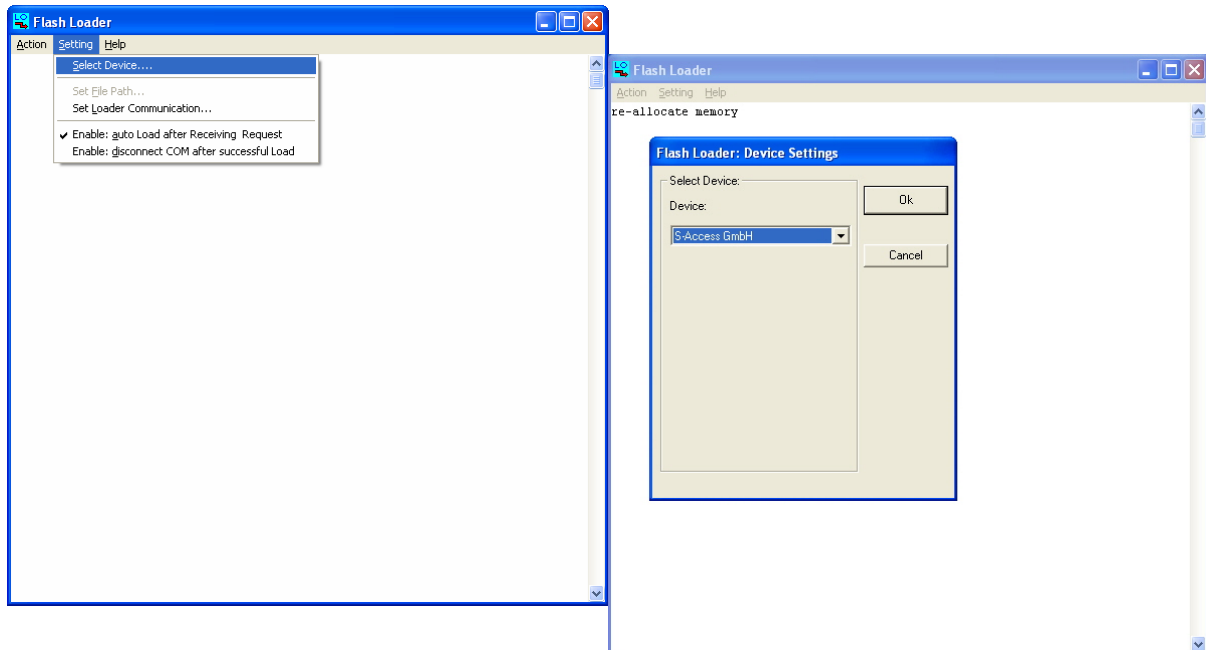 Flash Loader
Action Setting Help
Select Device....
Set File Path...
Set Loader Communication...
Enable: auto Load after Receiving Request
Enable: disconnect COM after successful Load
Flash Loader
Action Setting Help
re-allocate memory
Flash Loader: Device Settings
Select Device:
Device:
S-Access GmbH
Ok
Cancel